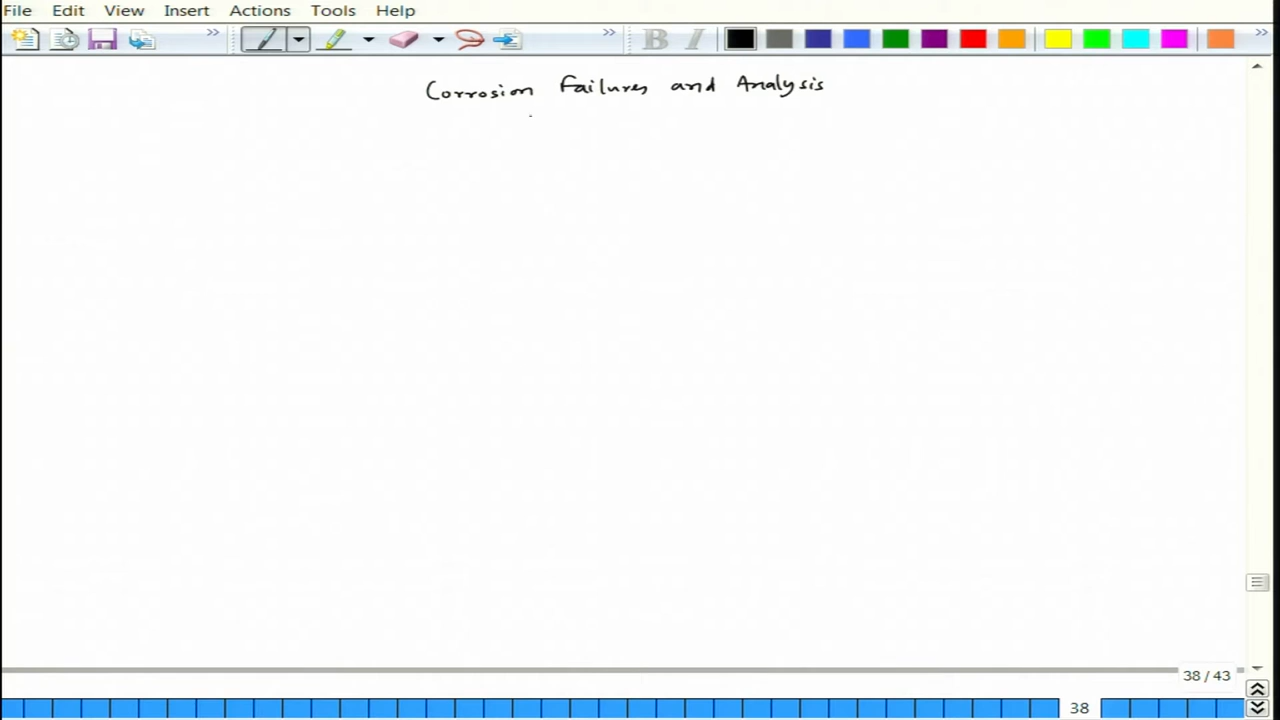 File Edit View Insert Actions Tools Help
B I
Corrosion Failures and Analysis
38 / 43
38